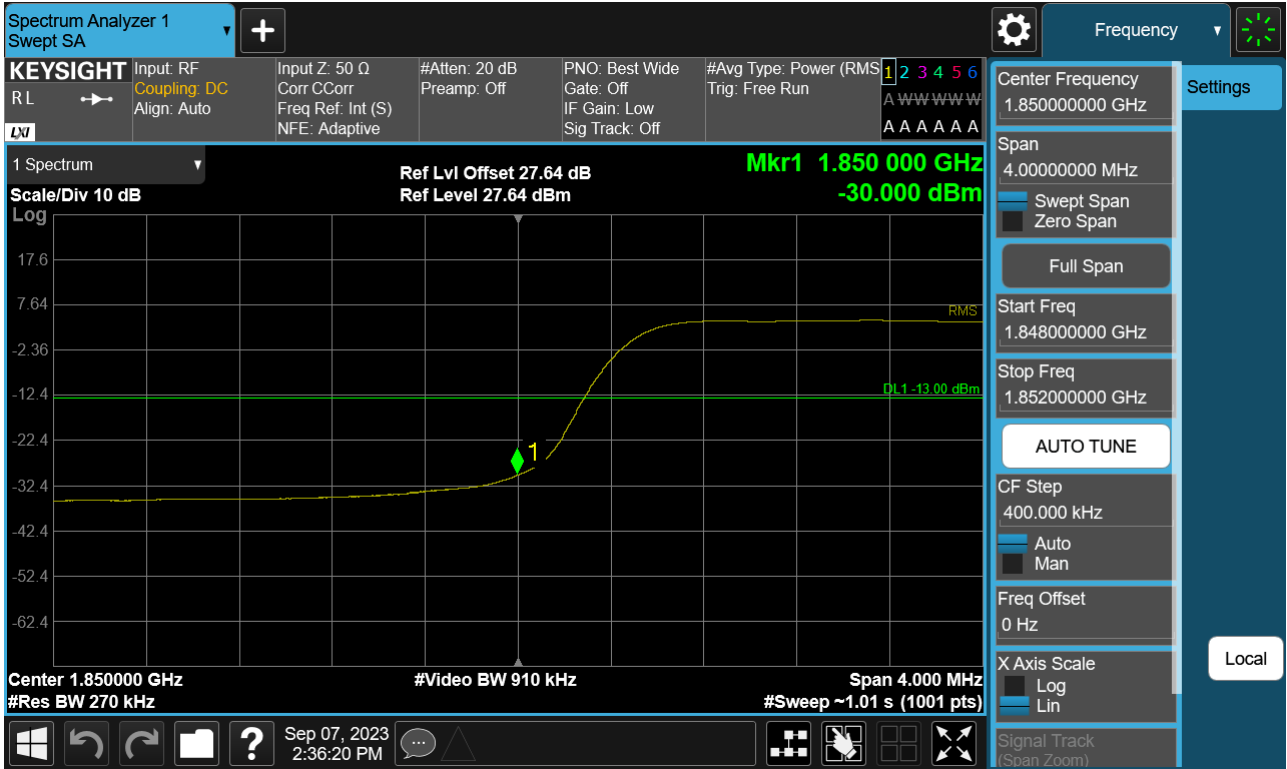 Spectrum Analyzer 1
Swept SA
Frequency
KEYSIGHT
R L
LXI
Input: RF
Coupling: DC
Align: Auto
Input Z: 50 Ω
Corr CCorr
Freq Ref: Int (S)
NFE: Adaptive
#Atten: 20 dB
Preamp: Off
PNO: Best Wide
Gate: Off
IF Gain: Low
Sig Track: Off
#Avg Type: Power (RMS
Trig: Free Run
1 2 3 4 5 6
A W W W W W
A A A A A A
Center Frequency
1.850000000 GHz
Settings
Span
4.00000000 MHz
Swept Span
Zero Span
Full Span
Start Freq
1.848000000 GHz
Stop Freq
1.852000000 GHz
AUTO TUNE
CF Step
400.000 kHz
Auto
Man
Freq Offset
0 Hz
X Axis Scale
Log
Lin
Local
Signal Track
(Span Zoom)
1 Spectrum
Scale/Div 10 dB
Log
Ref Lvl Offset 27.64 dB
Ref Level 27.64 dBm
Mkr1 1.850 000 GHz
-30.000 dBm
17.6
7.64
RMS
-2.36
-12.4
DL1 -13.00 dBm
-22.4
1
-32.4
-42.4
-52.4
-62.4
Center 1.850000 GHz
#Video BW 910 kHz
Span 4.000 MHz
#Res BW 270 kHz
#Sweep ~1.01 s (1001 pts)
?
Sep 07, 2023
2:36:20 PM